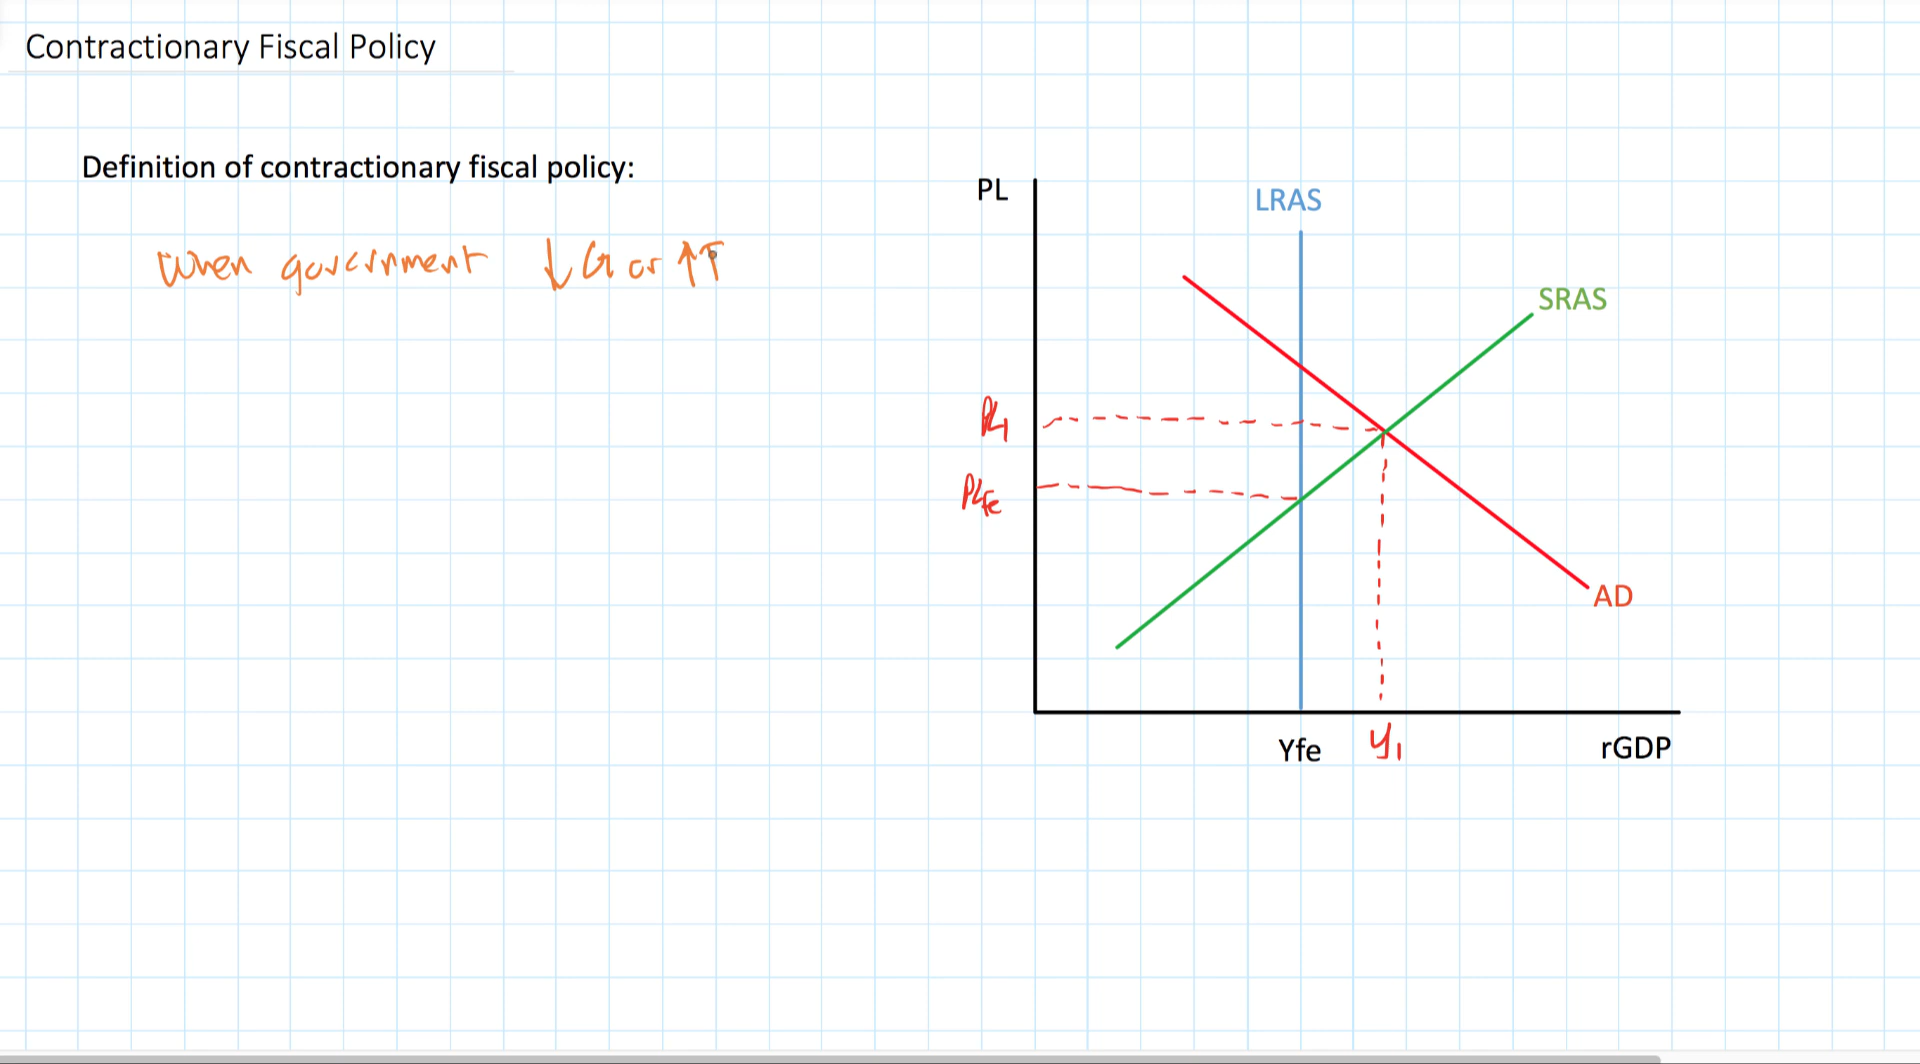 Contractionary Fiscal Policy
Definition of contractionary fiscal policy:
When government ↓ G or ↑T
PL
LRAS
SRAS
PL1
PLfe
AD
Yfe
y1
rGDP